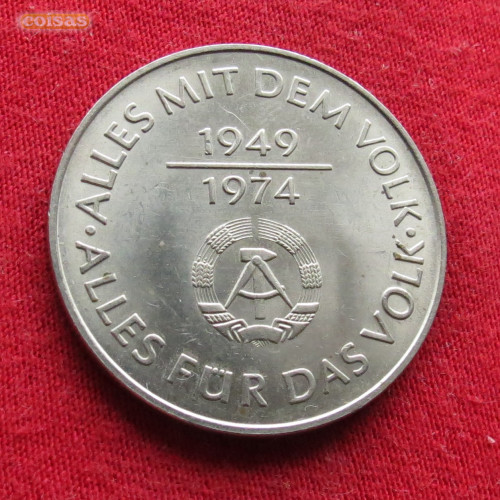 coisas
ALLES MIT DEM VOLK ·
1949
1974
ALLES FÜR DAS VOLK ·